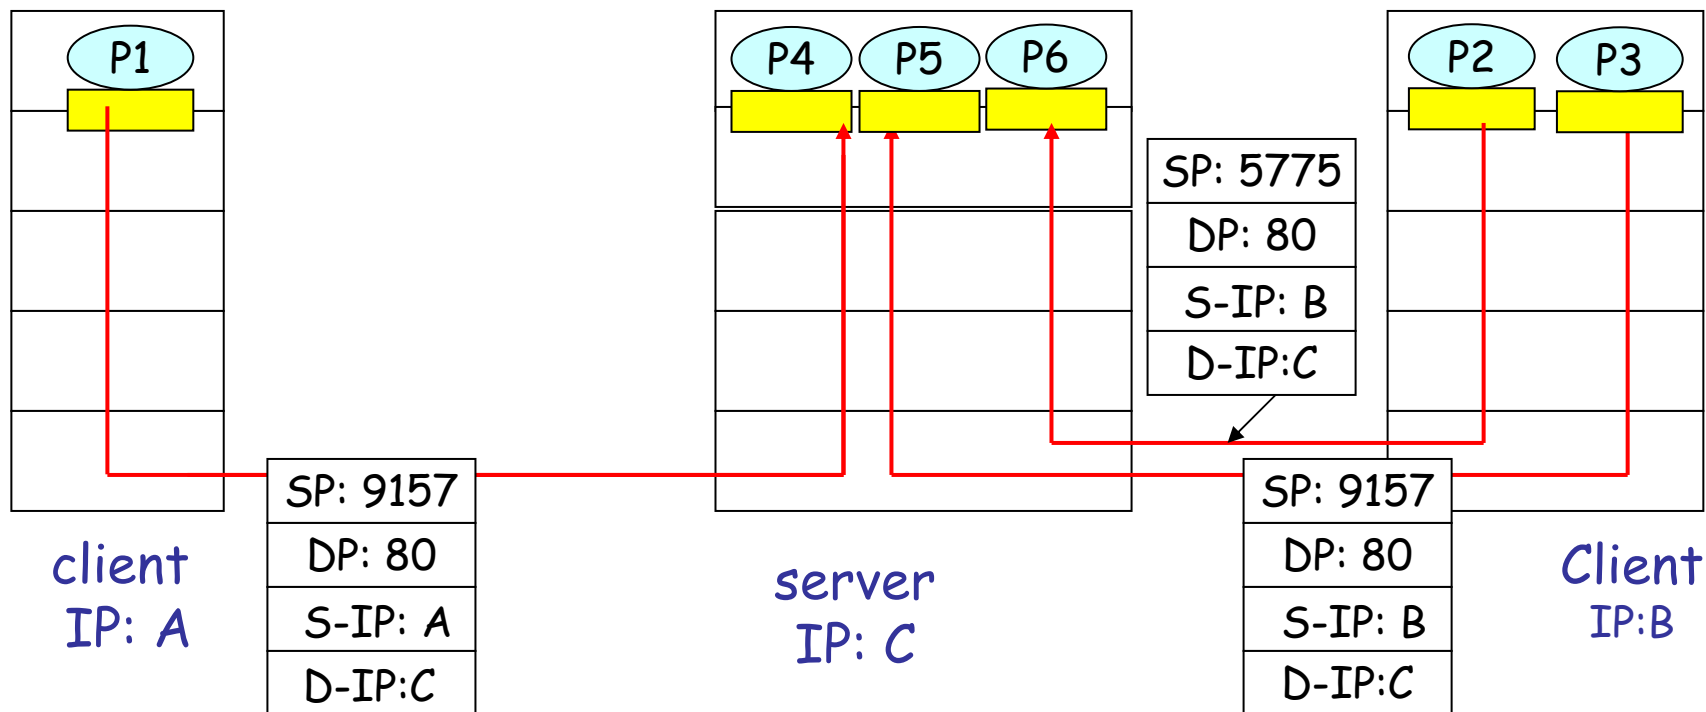 P1
P4
P5
P6
P2
P3
SP: 5775
DP: 80
S-IP: B
D-IP:C
SP: 9157
DP: 80
S-IP: A
D-IP:C
SP: 9157
DP: 80
S-IP: B
D-IP:C
client
IP: A
server
IP: C
Client
IP:B